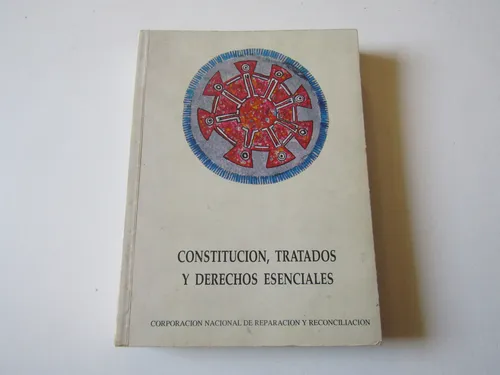 CONSTITUCION, TRATADOS
Y DERECHOS ESENCIALES
CORPORACION NACIONAL DE REPARACION Y RECONCILIACION